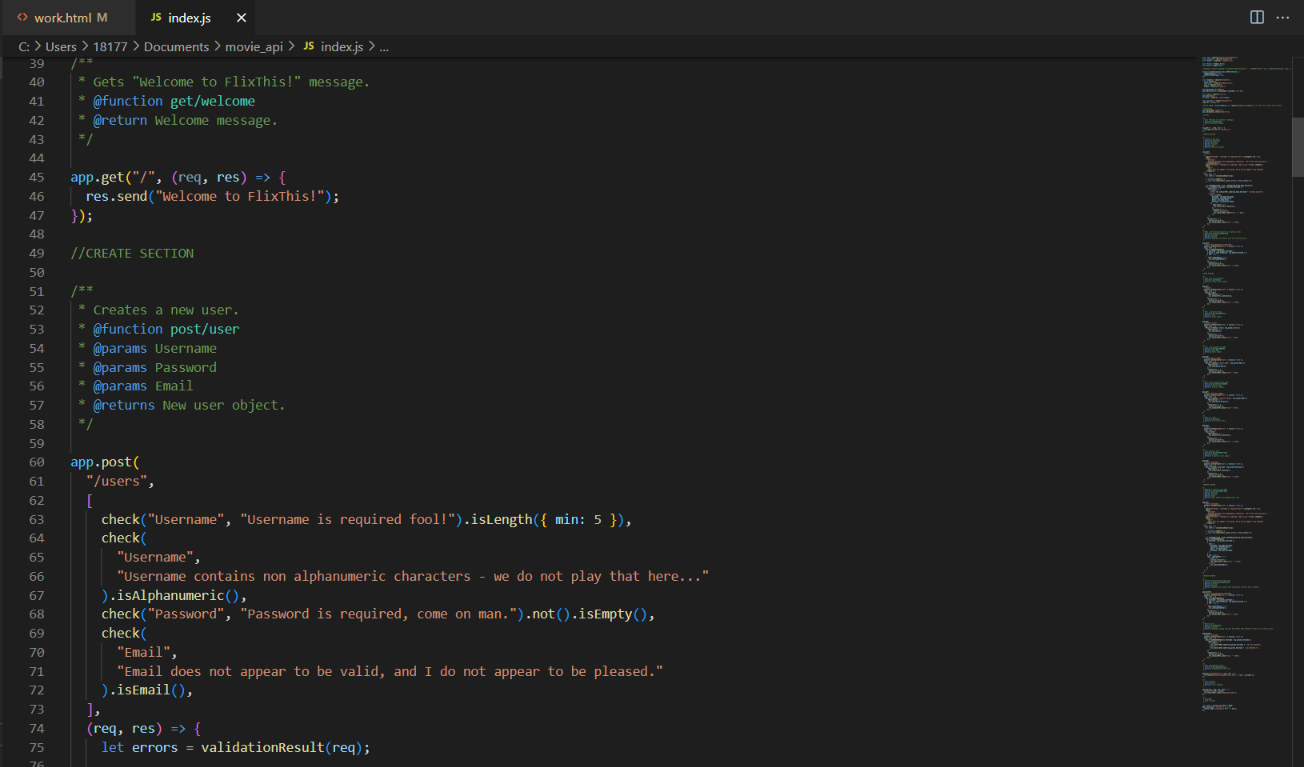 <> work.html M JS index.js ×
C: > Users > 18177 > Documents > movie_api > JS index.js > ...
39 /**
40 * Gets "Welcome to FlixThis!" message.
41 * @function get/welcome
42 * @return Welcome message.
43 */
44
45 app.get("/", (req, res) => {
46 res.send("Welcome to FlixThis!");
47 });
48
49 //CREATE SECTION
50
51 /**
52 * Creates a new user.
53 * @function post/user
54 * @params Username
55 * @params Password
56 * @params Email
57 * @returns New user object.
58 */
59
60 app.post(
61 "/users",
62 [
63 check("Username", "Username is required fool!").isLength({ min: 5 }),
64 check(
65 "Username",
66 "Username contains non alphanumeric characters - we do not play that here..."
67 ).isAlphanumeric(),
68 check("Password", "Password is required, come on man.").not().isEmpty(),
69 check(
70 "Email",
71 "Email does not appear to be valid, and I do not appear to be pleased."
72 ).isEmail(),
73 ],
74 (req, res) => {
75 let errors = validationResult(req);
76